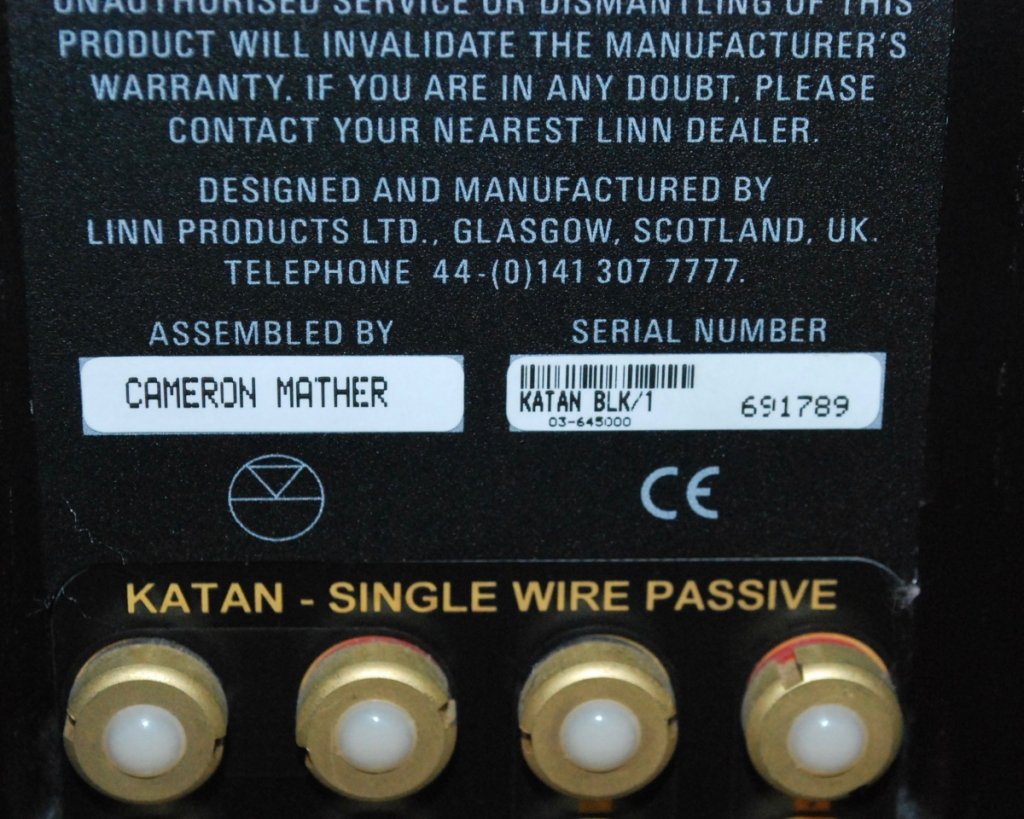 UNAUTHORISED SERVICE OR DISMANTLING OF THIS
PRODUCT WILL INVALIDATE THE MANUFACTURER'S
WARRANTY. IF YOU ARE IN ANY DOUBT, PLEASE
CONTACT YOUR NEAREST LINN DEALER.
DESIGNED AND MANUFACTURED BY
LINN PRODUCTS LTD., GLASGOW, SCOTLAND, UK.
TELEPHONE 44-(0)141 307 7777.
ASSEMBLED BY
CAMERON MATHER
SERIAL NUMBER
KATAN BLK/1
691789
03-645000
CE
KATAN - SINGLE WIRE PASSIVE